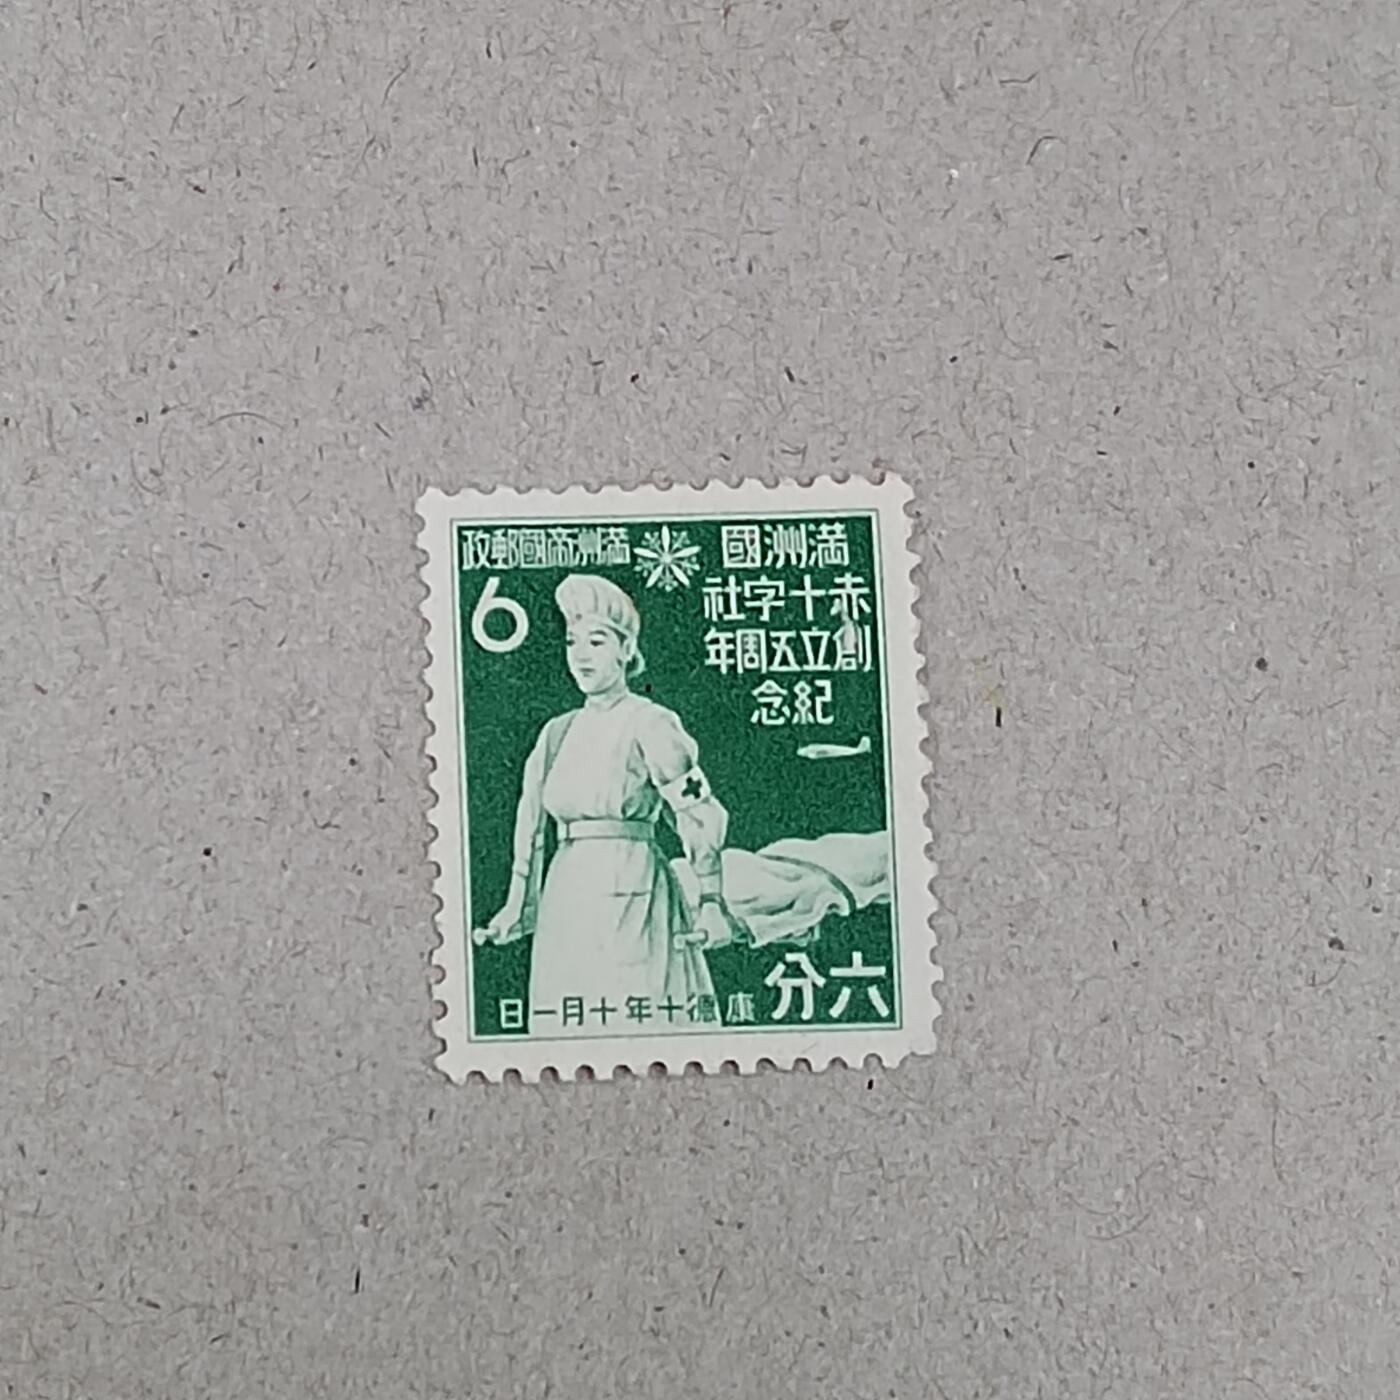 滿洲帝國郵政
6
滿洲國
赤十字社
創立五周年
紀念
六分
康德十年十月一日